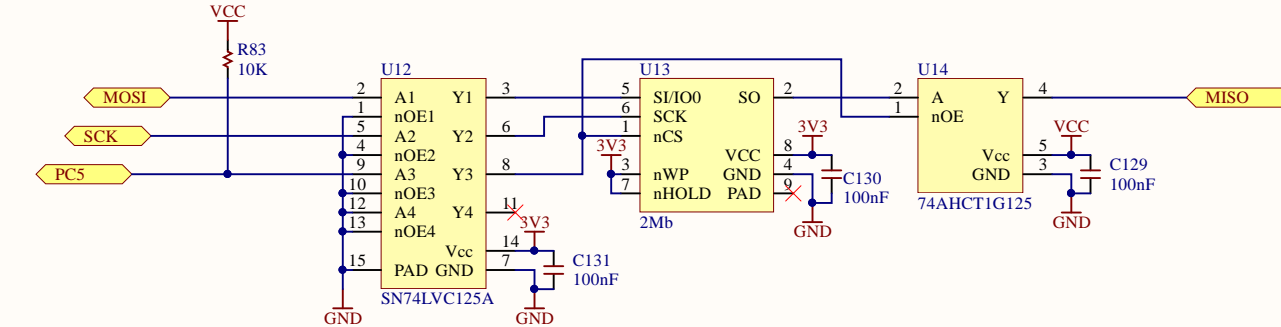 VCC
R83
10K
MOSI
SCK
PC5
U12
2 A1 Y1 3
1 nOE1
5 A2 Y2 6
4 nOE2
9 A3 Y3 8
10 nOE3
12 A4 Y4 11
13 nOE4
Vcc 14
15 PAD GND 7
SN74LVC125A
GND
3V3
C131
100nF
GND
U13
5 SI/IO0 SO 2
6 SCK
1 nCS
3V3
VCC 8
3 nWP GND 4
7 nHOLD PAD 9
2Mb
3V3
C130
100nF
GND
U14
2 A Y 4
1 nOE
Vcc 5
GND 3
74AHCT1G125
MISO
VCC
C129
100nF
GND